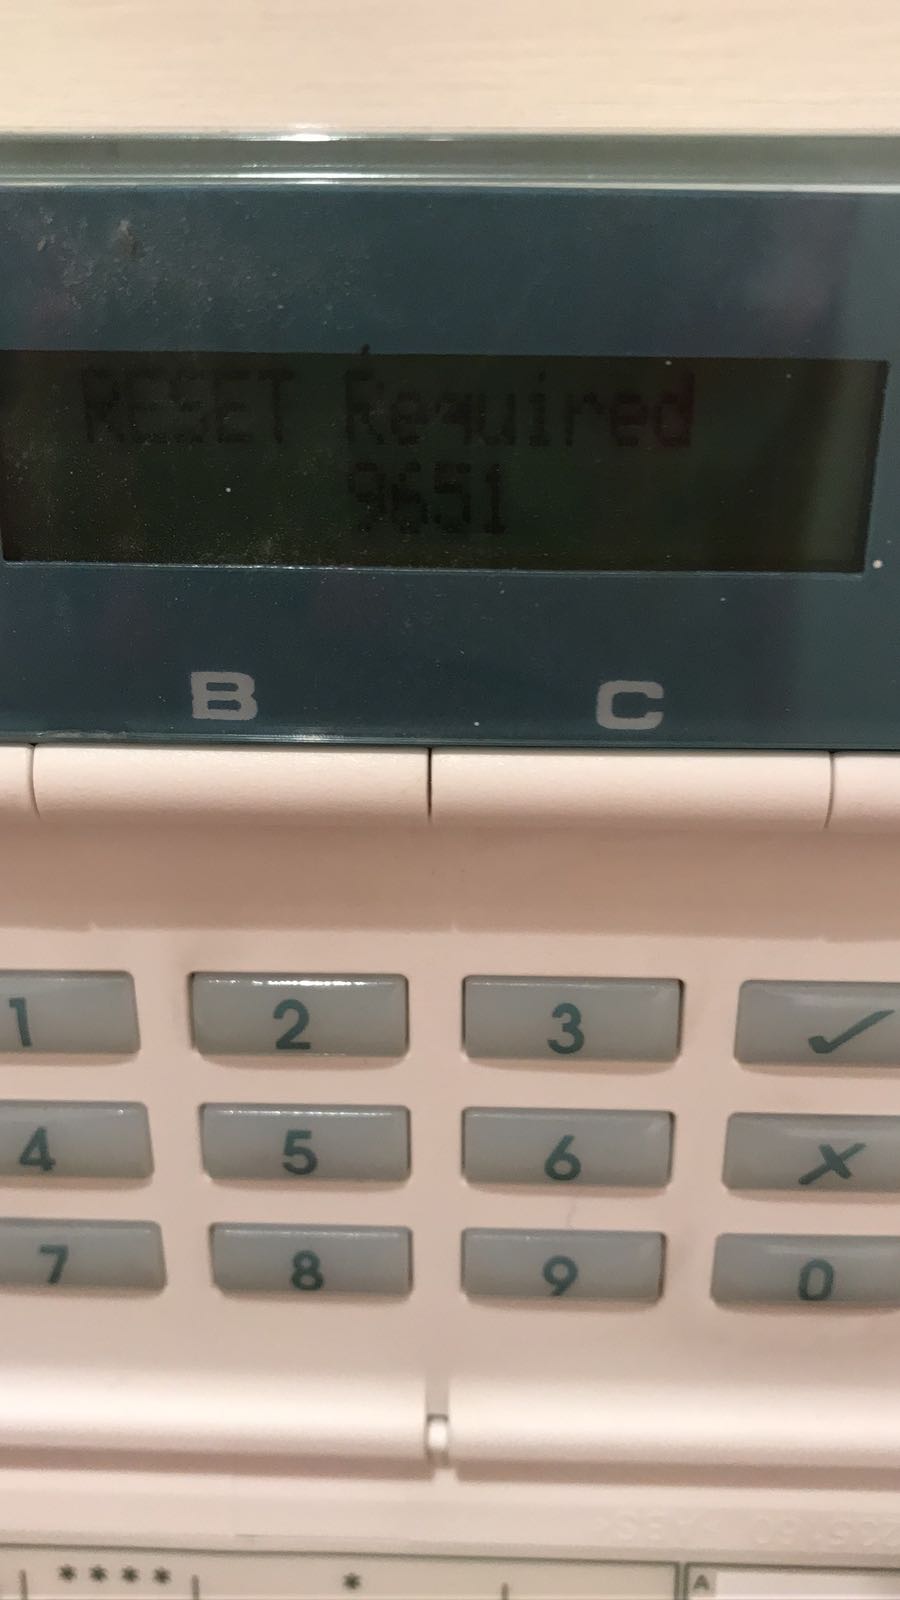 RESET Required
9651
B C
1 2 3 ✓
4 5 6 X
7 8 9 0
**** * A